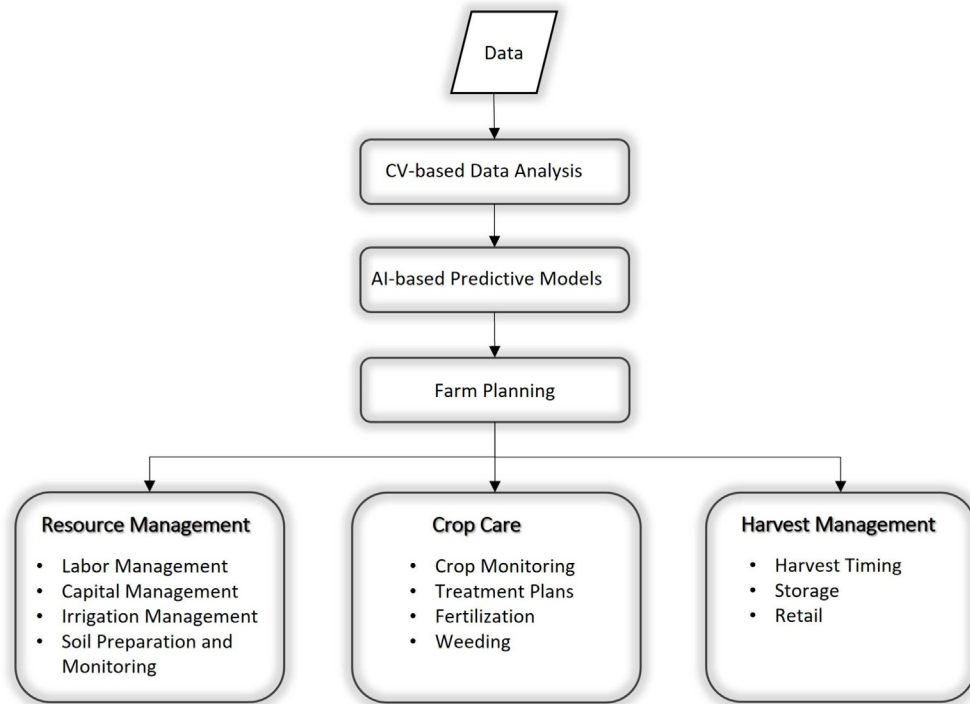 Data
CV-based Data Analysis
AI-based Predictive Models
Farm Planning
Resource Management
• Labor Management
• Capital Management
• Irrigation Management
• Soil Preparation and
Monitoring
Crop Care
• Crop Monitoring
• Treatment Plans
• Fertilization
• Weeding
Harvest Management
• Harvest Timing
• Storage
• Retail